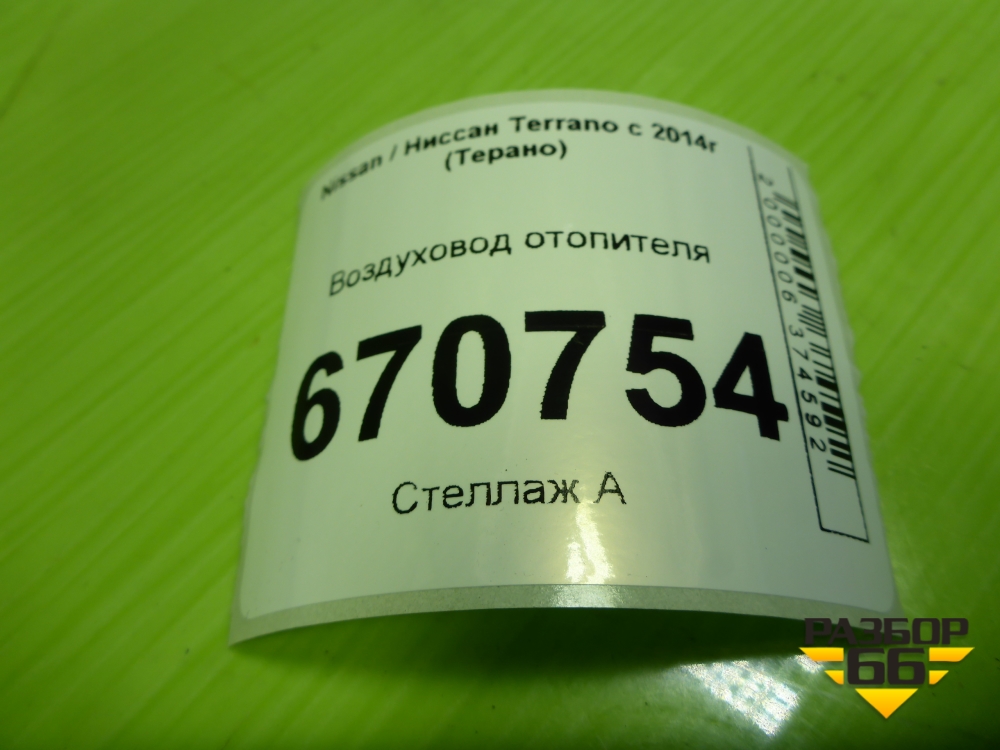 Nissan / Ниссан Terrano с 2014г
(Терано)
Воздуховод отопителя
670754
Стеллаж А
2000006374592
РАЗБОР
66